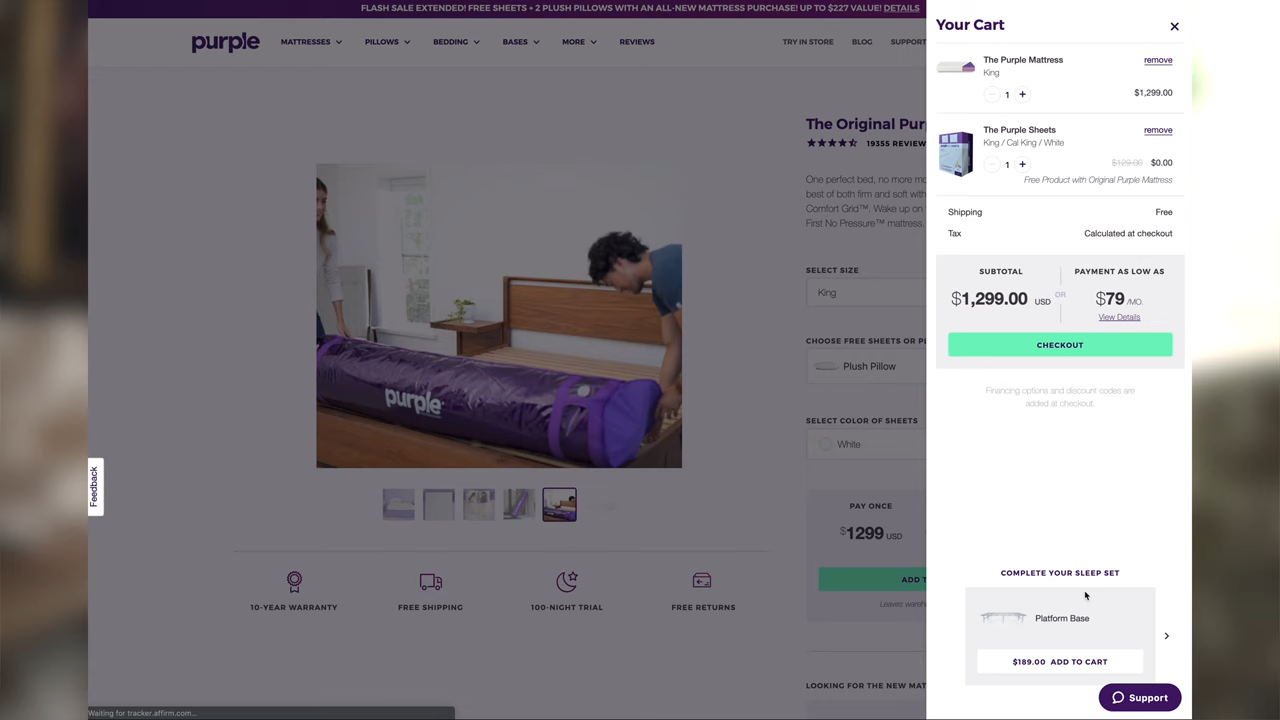 FLASH SALE EXTENDED! FREE SHEETS + 2 PLUSH PILLOWS WITH AN ALL-NEW MATTRESS PURCHASE! UP TO $227 VALUE! DETAILS
purple
MATTRESSES
PILLOWS
BEDDING
BASES
MORE
REVIEWS
TRY IN STORE
BLOG
SUPPORT
The Original Pur
19355 REVIEW
One perfect bed, no more mo
best of both firm and soft with
Comfort Grid™. Wake up on
First No Pressure™ mattress.
SELECT SIZE
King
CHOOSE FREE SHEETS OR PL
Plush Pillow
SELECT COLOR OF SHEETS
White
PAY ONCE
$1299 USD
ADD T
Leaves wareh
LOOKING FOR THE NEW MAT
purple
Feedback
10-YEAR WARRANTY
FREE SHIPPING
100-NIGHT TRIAL
FREE RETURNS
Waiting for tracker.affirm.com...
Your Cart
The Purple Mattress
remove
King
1
$1,299.00
The Purple Sheets
remove
King / Cal King / White
1
$129.00 $0.00
Free Product with Original Purple Mattress
Shipping
Free
Tax
Calculated at checkout
SUBTOTAL
$1,299.00 USD
OR
PAYMENT AS LOW AS
$79 /MO.
View Details
CHECKOUT
Financing options and discount codes are
added at checkout.
COMPLETE YOUR SLEEP SET
Platform Base
$189.00 ADD TO CART
Support